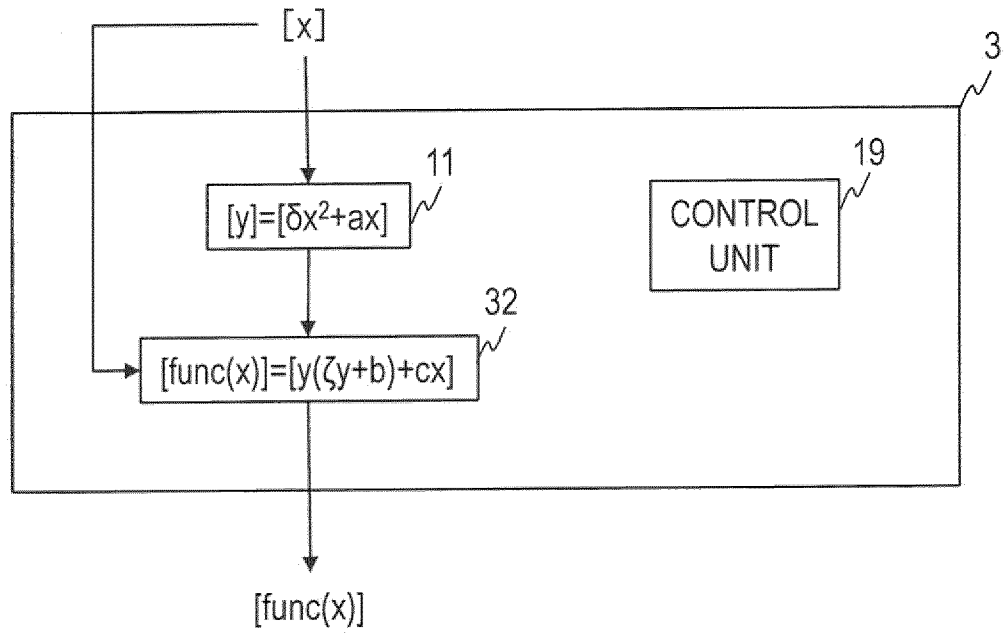 [x]
3
11
[y]=[δx²+ax]
19
CONTROL
UNIT
32
[func(x)]=[y(ζy+b)+cx]
[func(x)]